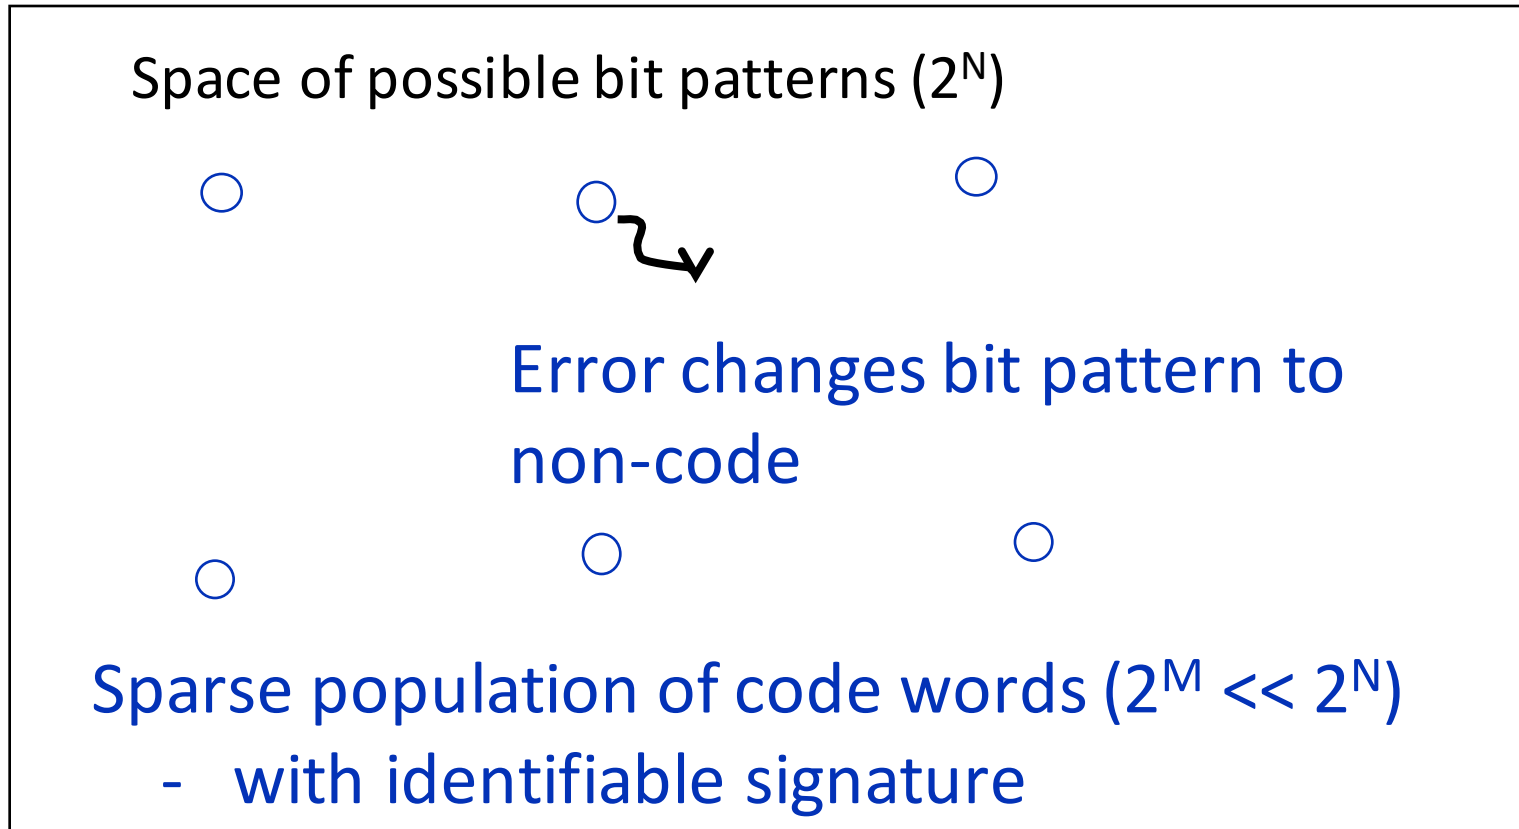 Space of possible bit patterns (2^N)
Error changes bit pattern to
non-code
Sparse population of code words (2^M << 2^N)
- with identifiable signature